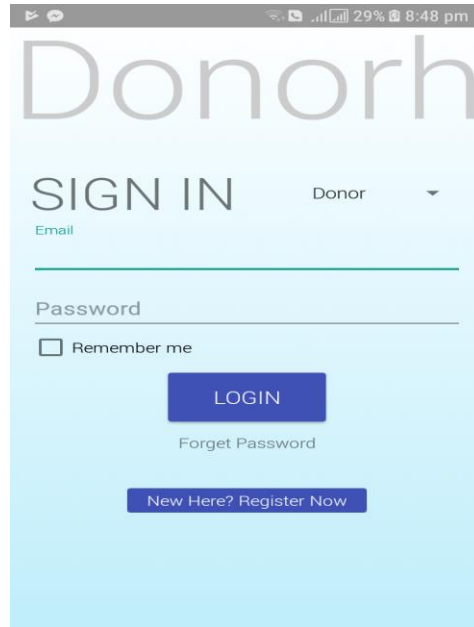 29% 8:48 pm
Donorh
SIGN IN Donor
Email
Password
Remember me
LOGIN
Forget Password
New Here? Register Now